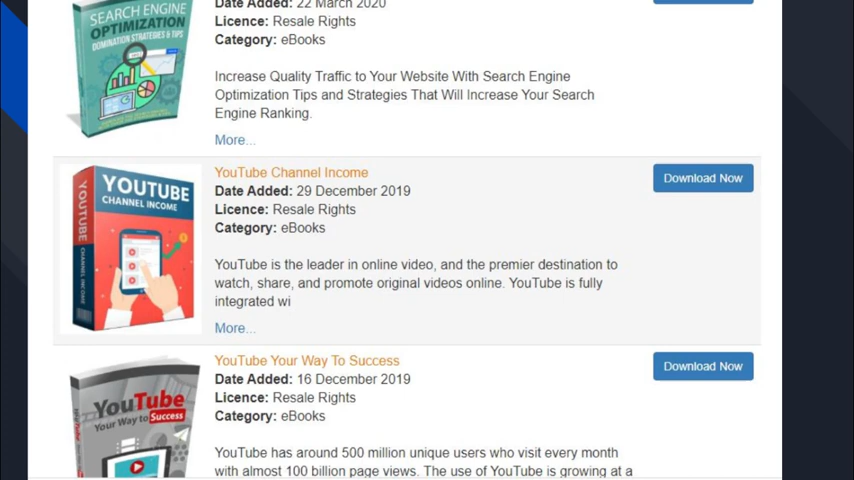 SEARCH ENGINE
OPTIMIZATION
DOMINATION STRATEGIES & TIPS
Date Added: 22 March 2020
Licence: Resale Rights
Category: eBooks
Increase Quality Traffic to Your Website With Search Engine
Optimization Tips and Strategies That Will Increase Your Search
Engine Ranking.
More...
YOUTUBE CHANNEL INCOME
YOUTUBE
CHANNEL INCOME
YouTube Channel Income
Date Added: 29 December 2019
Licence: Resale Rights
Category: eBooks
YouTube is the leader in online video, and the premier destination to
watch, share, and promote original videos online. YouTube is fully
integrated wi
More...
Download Now
YouTube
Your Way to Success
YouTube Your Way To Success
Date Added: 16 December 2019
Licence: Resale Rights
Category: eBooks
YouTube has around 500 million unique users who visit every month
with almost 100 billion page views. The use of YouTube is growing at a
Download Now